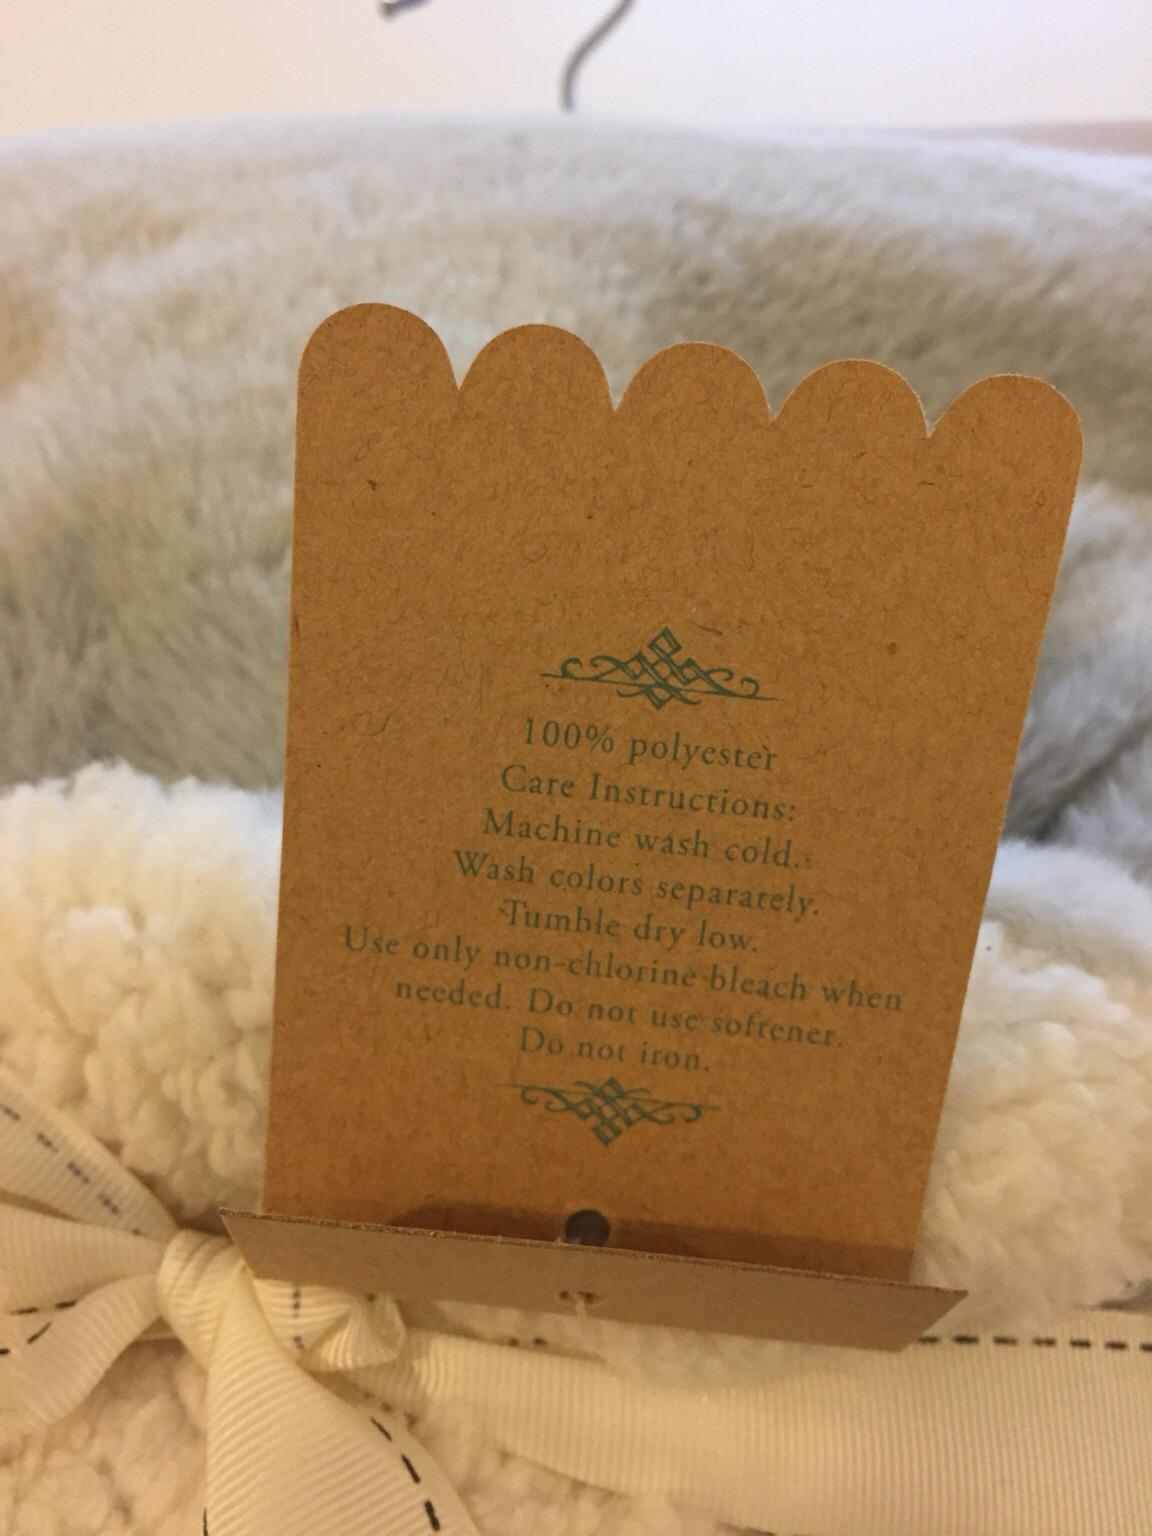 100% polyester
Care Instructions:
Machine wash cold.
Wash colors separately.
Tumble dry low.
Use only non-chlorine bleach when
needed. Do not use softener.
Do not iron.